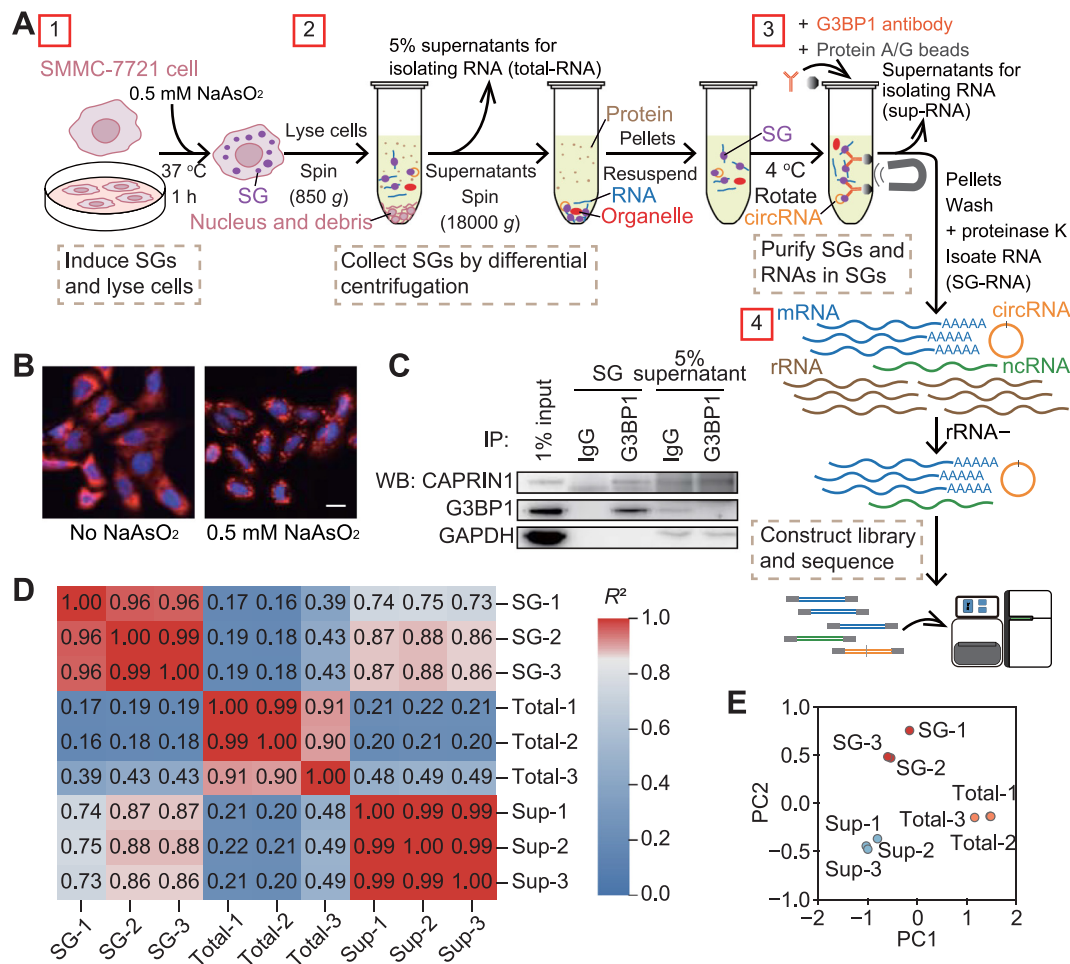 A
1
SMMC-7721 cell
0.5 mM NaAsO₂
37 ºC
1 h
SG
Induce SGs
and lyse cells
2
5% supernatants for
isolating RNA (total-RNA)
Lyse cells
Spin
(850 g)
Nucleus and debris
Supernatants
Spin
(18000 g)
Collect SGs by differential
centrifugation
Protein
Pellets
Resuspend
RNA
Organelle
3
+ G3BP1 antibody
+ Protein A/G beads
SG
4 ºC
Rotate
circRNA
Supernatants for
isolating RNA
(sup-RNA)
Purify SGs and
RNAs in SGs
Pellets
Wash
+ proteinase K
Isoate RNA
(SG-RNA)
4
mRNA
AAAAA
AAAAA
AAAAA
circRNA
rRNA
ncRNA
rRNA−
AAAAA
AAAAA
AAAAA
Construct library
and sequence
B
No NaAsO₂
0.5 mM NaAsO₂
C
SG
5%
supernatant
IP:
1% input
IgG
G3BP1
IgG
G3BP1
WB: CAPRIN1
G3BP1
GAPDH
D
1.00 0.96 0.96 0.17 0.16 0.39 0.74 0.75 0.73 SG-1
0.96 1.00 0.99 0.19 0.18 0.43 0.87 0.88 0.86 SG-2
0.96 0.99 1.00 0.19 0.18 0.43 0.87 0.88 0.86 SG-3
0.17 0.19 0.19 1.00 0.99 0.91 0.21 0.22 0.21 Total-1
0.16 0.18 0.18 0.99 1.00 0.90 0.20 0.21 0.20 Total-2
0.39 0.43 0.43 0.91 0.90 1.00 0.48 0.49 0.49 Total-3
0.74 0.87 0.87 0.21 0.20 0.48 1.00 0.99 0.99 Sup-1
0.75 0.88 0.88 0.22 0.21 0.49 0.99 1.00 0.99 Sup-2
0.73 0.86 0.86 0.21 0.20 0.49 0.99 0.99 1.00 Sup-3
SG-1 SG-2 SG-3 Total-1 Total-2 Total-3 Sup-1 Sup-2 Sup-3
R²
1.0
0.8
0.6
0.4
0.2
0.0
E
PC2
1.0
0.5
0.0
−0.5
−1.0
SG-1
SG-3
SG-2
Total-1
Total-3
Total-2
Sup-1
Sup-2
Sup-3
−2 −1 0 1 2
PC1